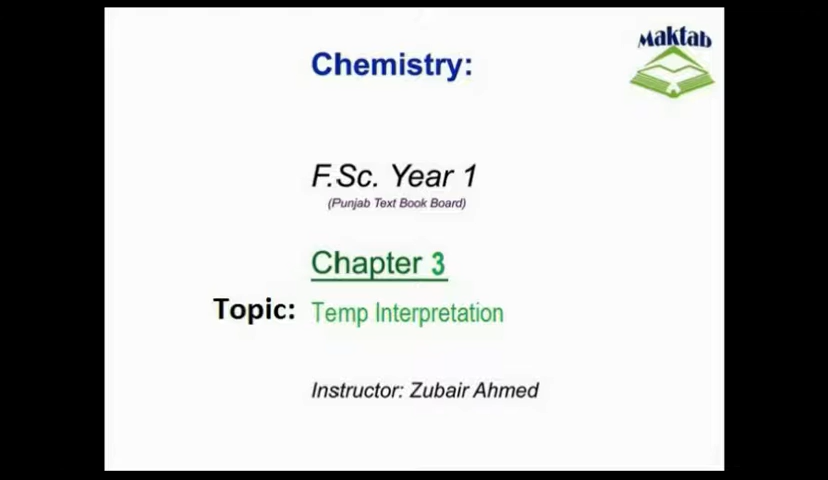 Maktab
Chemistry:
F.Sc. Year 1
(Punjab Text Book Board)
Chapter 3
Topic: Temp Interpretation
Instructor: Zubair Ahmed